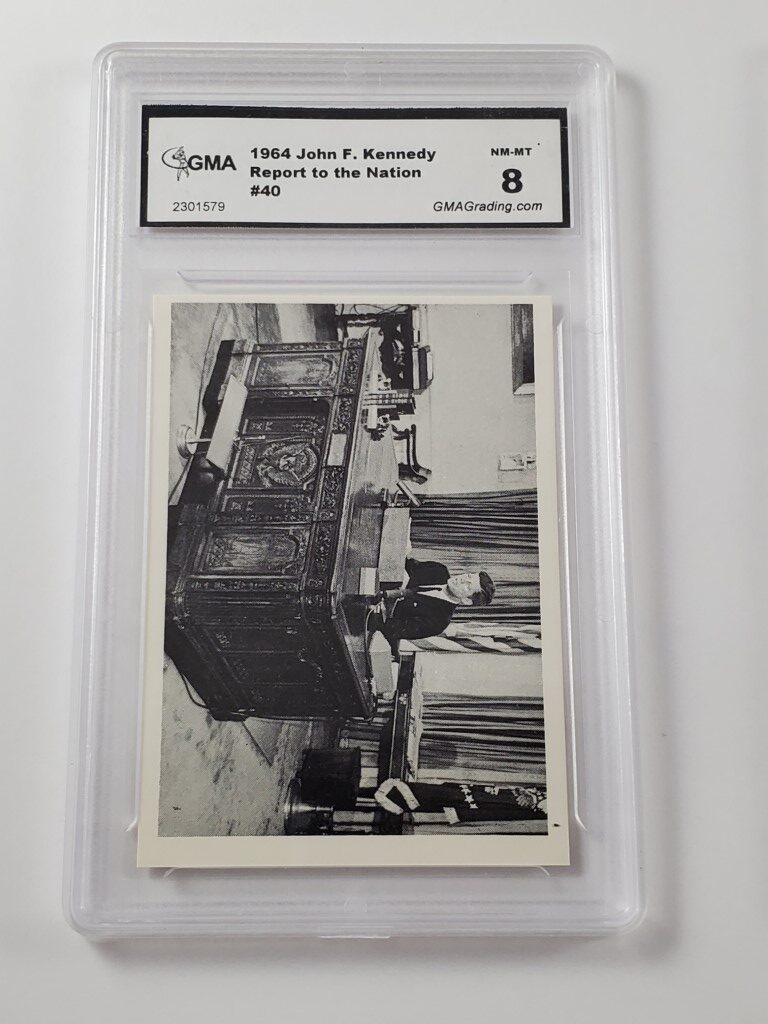 GMA
1964 John F. Kennedy
Report to the Nation
#40
2301579
NM-MT
8
GMAGrading.com